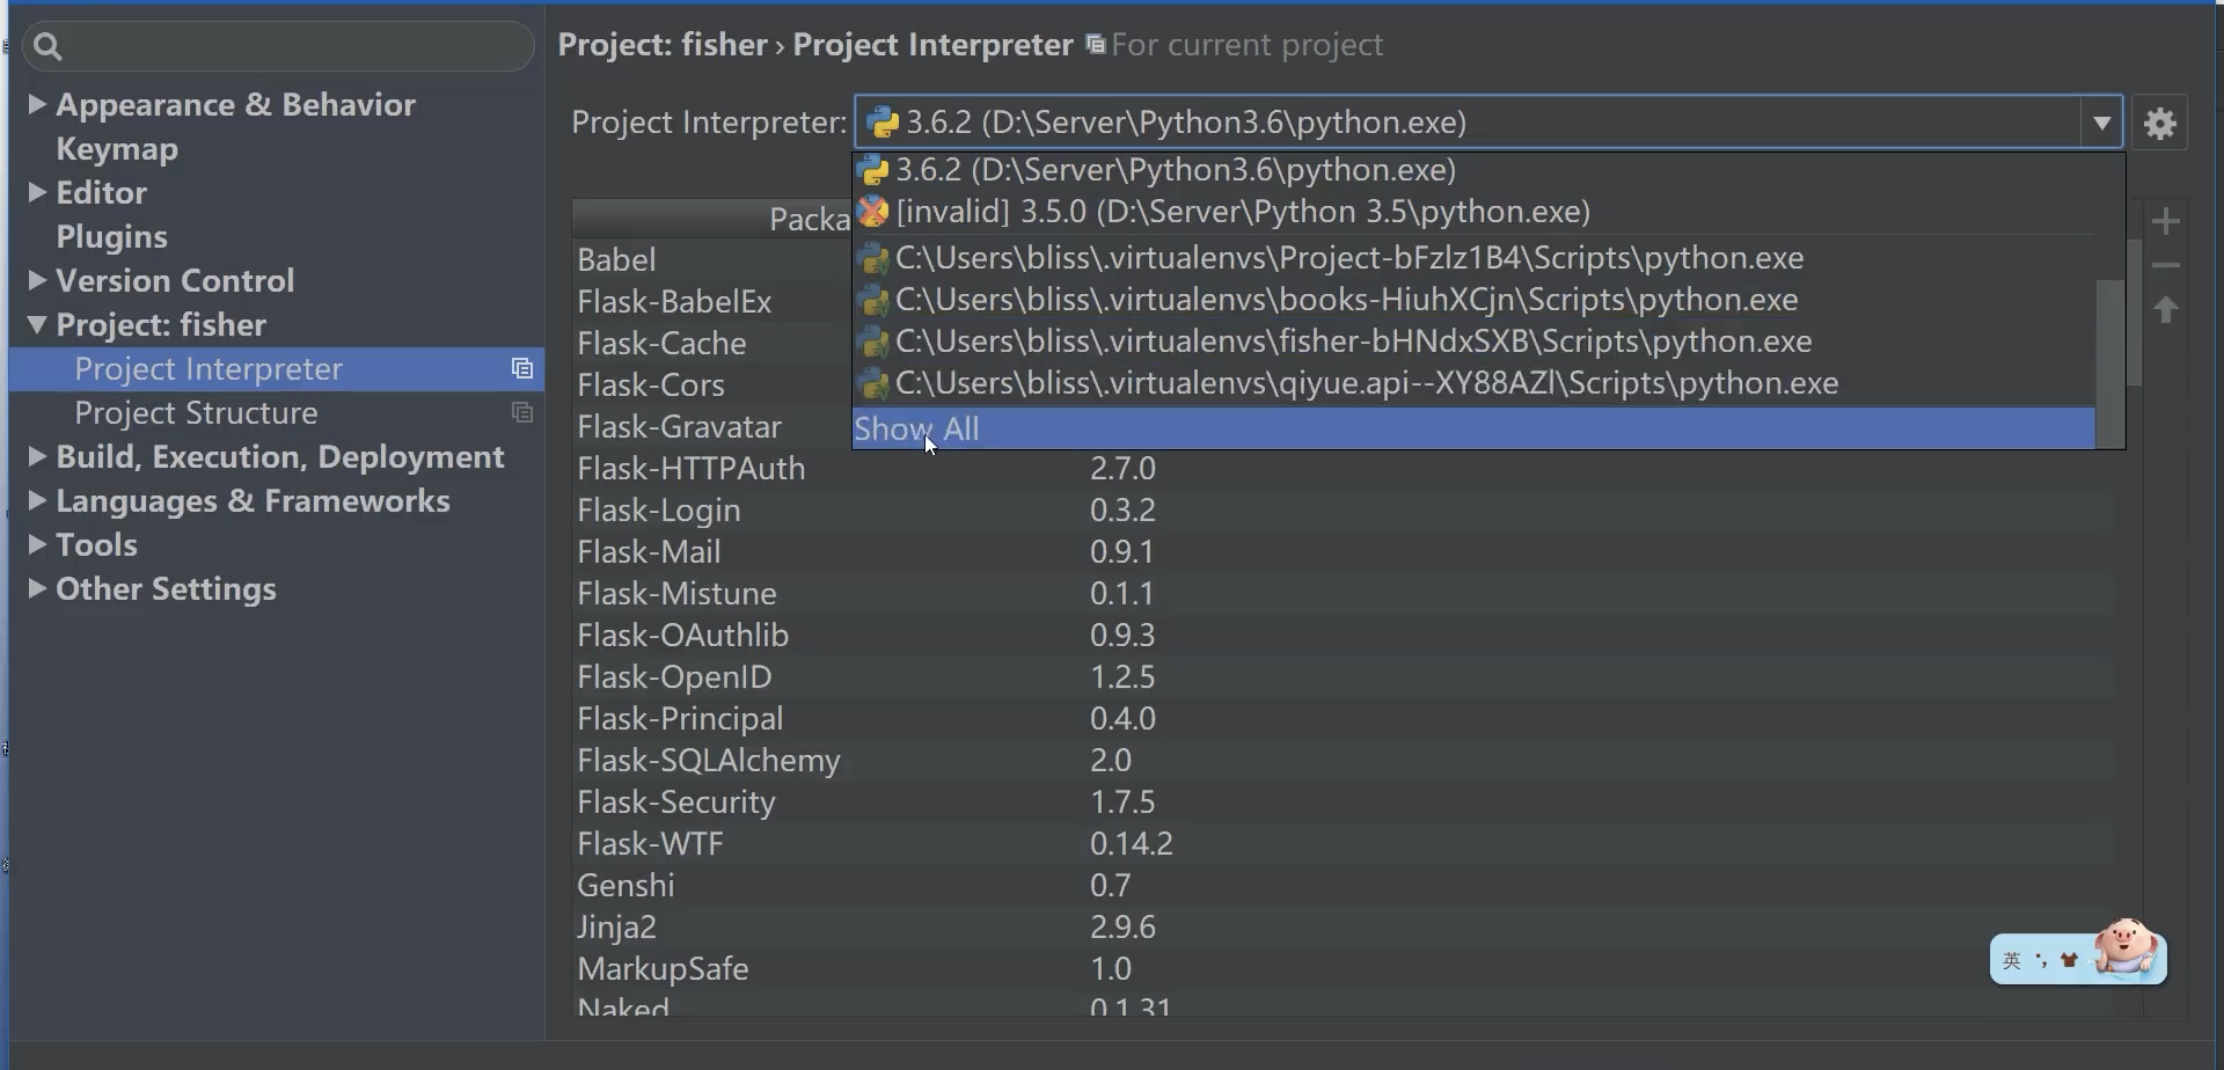 Project: fisher › Project Interpreter For current project
Appearance & Behavior
Keymap
Editor
Plugins
Version Control
Project: fisher
Project Interpreter
Project Structure
Build, Execution, Deployment
Languages & Frameworks
Tools
Other Settings
Project Interpreter: 3.6.2 (D:\Server\Python3.6\python.exe)
3.6.2 (D:\Server\Python3.6\python.exe)
[invalid] 3.5.0 (D:\Server\Python 3.5\python.exe)
C:\Users\bliss\.virtualenvs\Project-bFzlz1B4\Scripts\python.exe
C:\Users\bliss\.virtualenvs\books-HiuhXCjn\Scripts\python.exe
C:\Users\bliss\.virtualenvs\fisher-bHNdxSXB\Scripts\python.exe
C:\Users\bliss\.virtualenvs\qiyue.api--XY88AZl\Scripts\python.exe
Show All
Packa
Babel
Flask-BabelEx
Flask-Cache
Flask-Cors
Flask-Gravatar
Flask-HTTPAuth 2.7.0
Flask-Login 0.3.2
Flask-Mail 0.9.1
Flask-Mistune 0.1.1
Flask-OAuthlib 0.9.3
Flask-OpenID 1.2.5
Flask-Principal 0.4.0
Flask-SQLAlchemy 2.0
Flask-Security 1.7.5
Flask-WTF 0.14.2
Genshi 0.7
Jinja2 2.9.6
MarkupSafe 1.0
Naked 0.1.31
英